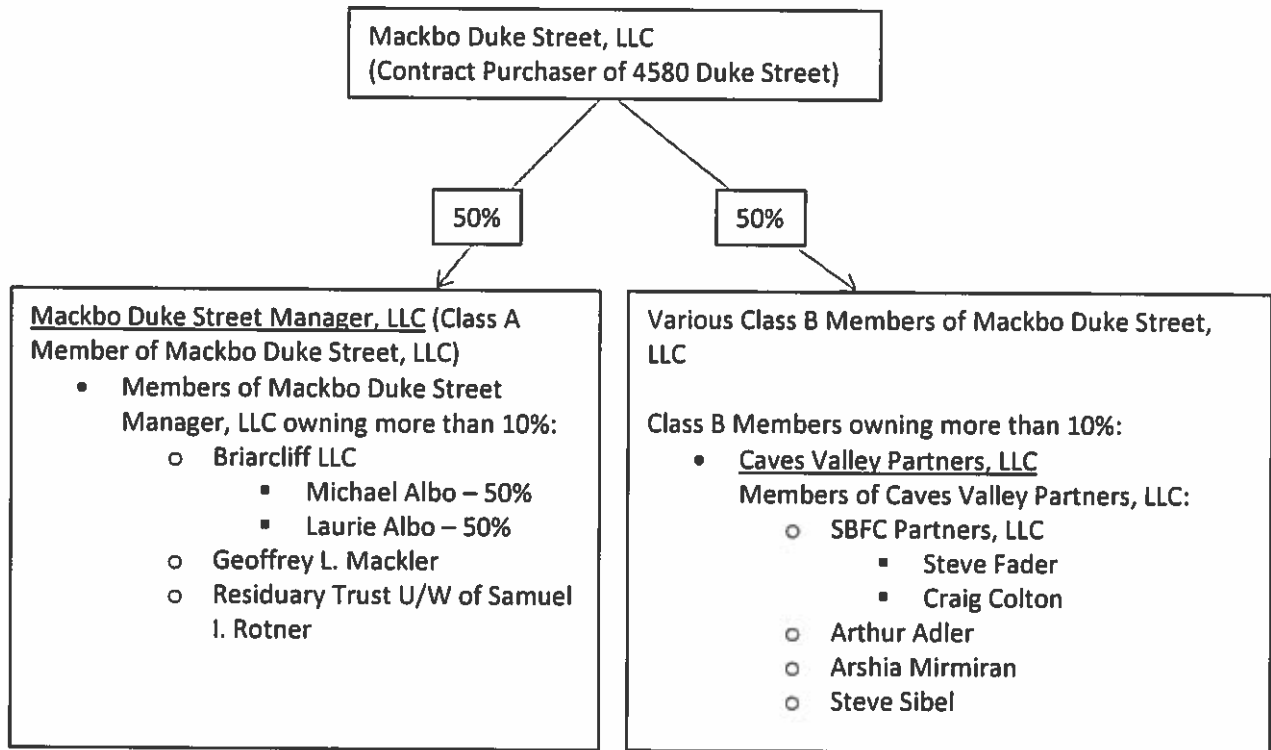 Mackbo Duke Street, LLC
(Contract Purchaser of 4580 Duke Street)
50%
50%
Mackbo Duke Street Manager, LLC (Class A
Member of Mackbo Duke Street, LLC)
• Members of Mackbo Duke Street
Manager, LLC owning more than 10%:
o Briarcliff LLC
▪ Michael Albo – 50%
▪ Laurie Albo – 50%
o Geoffrey L. Mackler
o Residuary Trust U/W of Samuel
I. Rotner
Various Class B Members of Mackbo Duke Street,
LLC
Class B Members owning more than 10%:
• Caves Valley Partners, LLC
Members of Caves Valley Partners, LLC:
o SBFC Partners, LLC
▪ Steve Fader
▪ Craig Colton
o Arthur Adler
o Arshia Mirmiran
o Steve Sibel